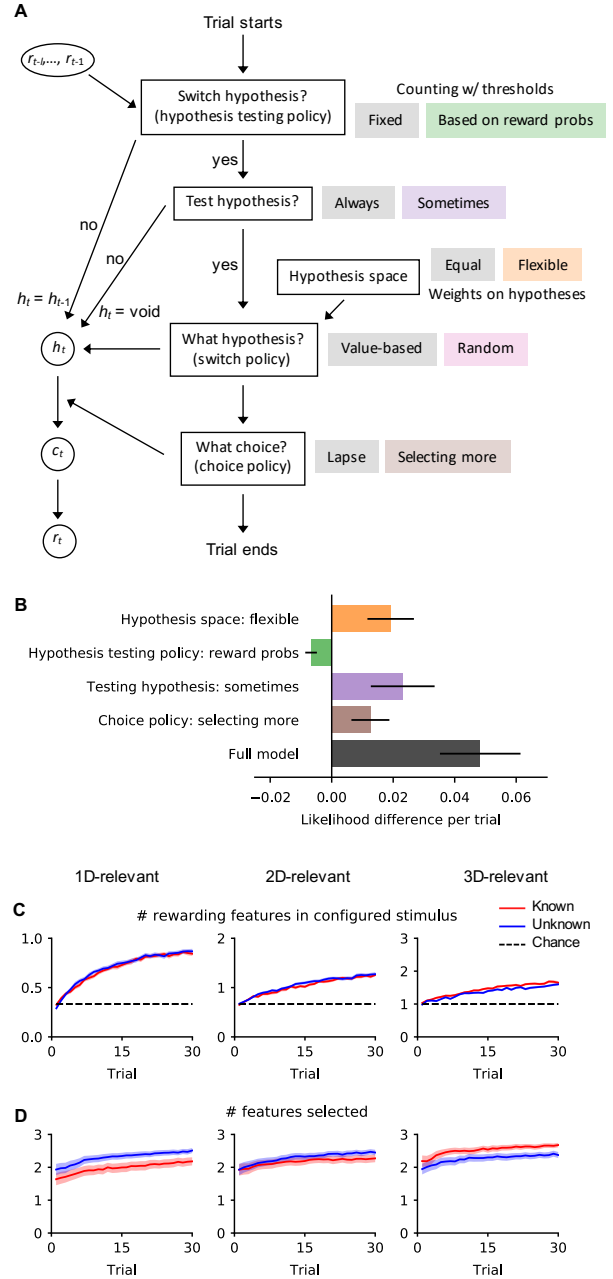 A
Trial starts
r_{t-l},..., r_{t-1}
Switch hypothesis?
(hypothesis testing policy)
Counting w/ thresholds
Fixed
Based on reward probs
yes
no
Test hypothesis?
Always
Sometimes
no
yes
Hypothesis space
Equal
Flexible
Weights on hypotheses
h_t = h_{t-1}
h_t = void
h_t
What hypothesis?
(switch policy)
Value-based
Random
c_t
What choice?
(choice policy)
Lapse
Selecting more
r_t
Trial ends
B
Hypothesis space: flexible
Hypothesis testing policy: reward probs
Testing hypothesis: sometimes
Choice policy: selecting more
Full model
−0.02 0.00 0.02 0.04 0.06
Likelihood difference per trial
1D-relevant 2D-relevant 3D-relevant
C
# rewarding features in configured stimulus
Known
Unknown
Chance
1.0
0.5
0.0
0 15 30
Trial
2
1
0
0 15 30
Trial
3
2
1
0
0 15 30
Trial
D
# features selected
3
2
1
0
0 15 30
Trial
3
2
1
0
0 15 30
Trial
3
2
1
0
0 15 30
Trial